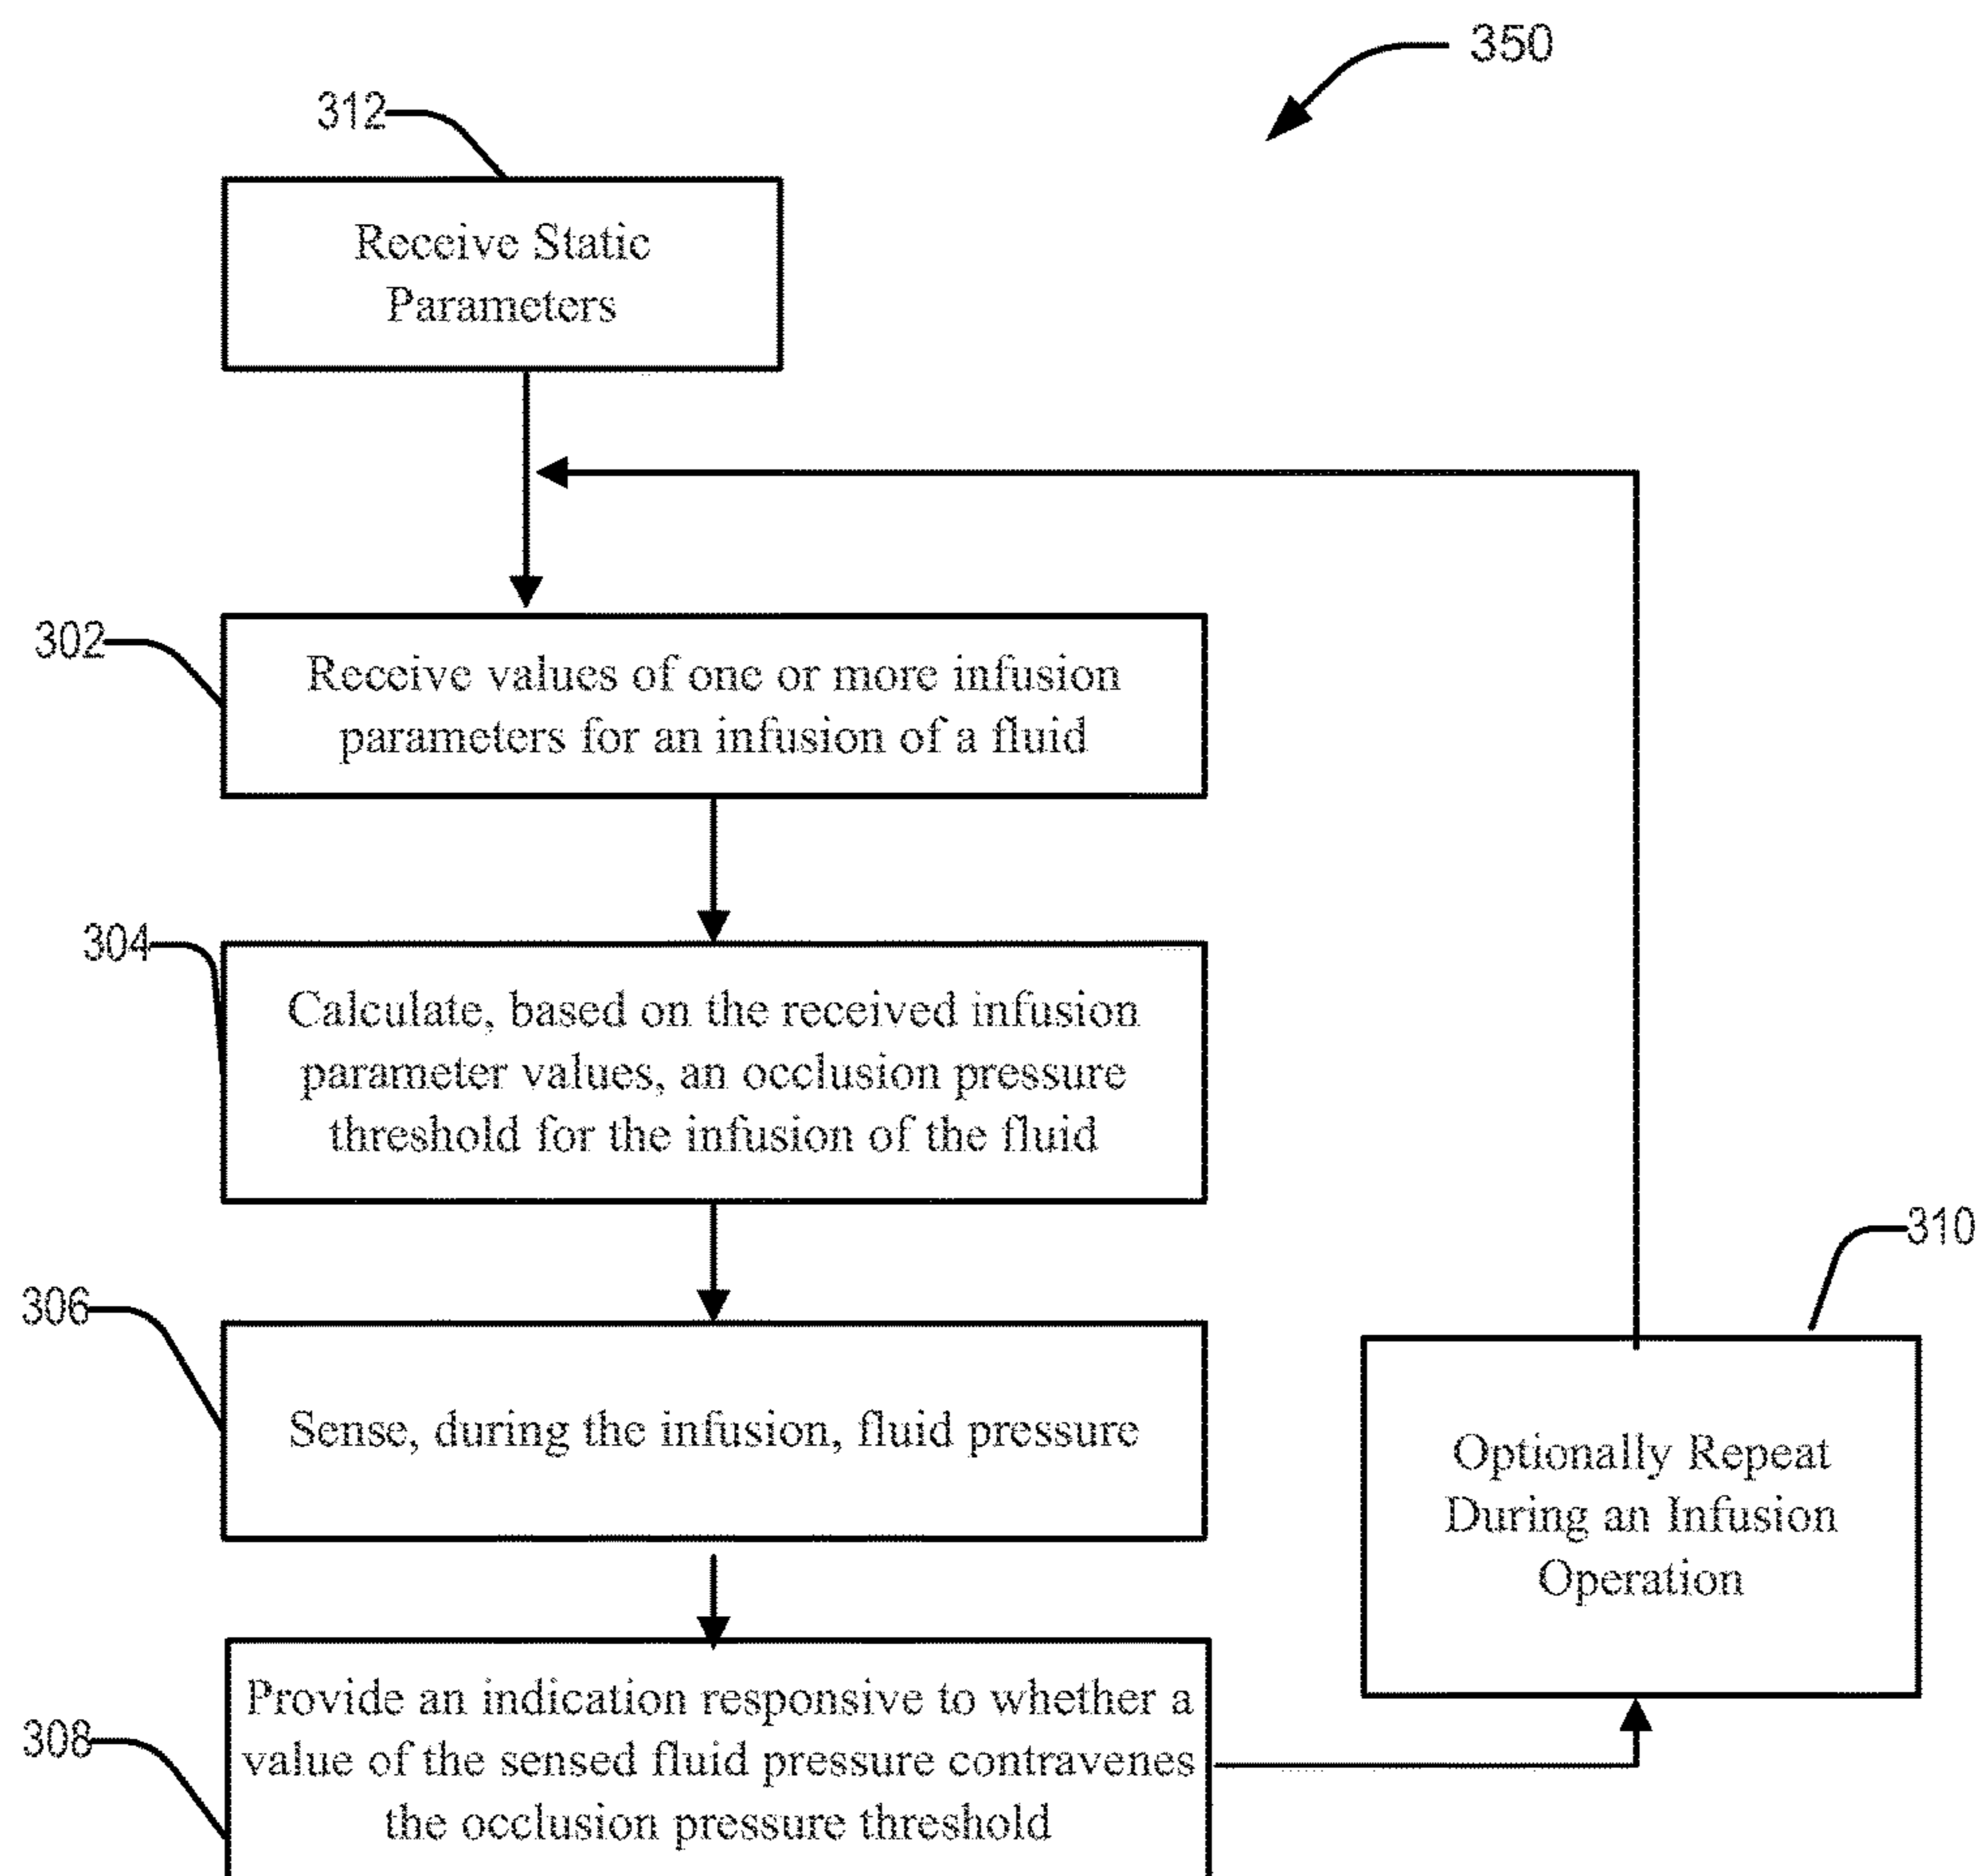 350
312
Receive Static
Parameters
302
Receive values of one or more infusion
parameters for an infusion of a fluid
304
Calculate, based on the received infusion
parameter values, an occlusion pressure
threshold for the infusion of the fluid
306
Sense, during the infusion, fluid pressure
310
Optionally Repeat
During an Infusion
Operation
308
Provide an indication responsive to whether a
value of the sensed fluid pressure contravenes
the occlusion pressure threshold